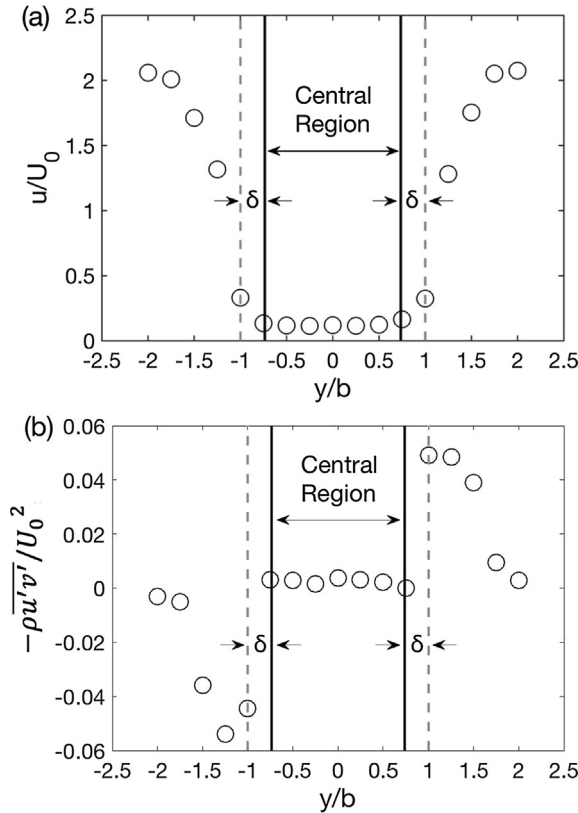 (a)
2.5
2
1.5
1
0.5
0
u/U₀
Central
Region
δ δ
-2.5 -2 -1.5 -1 -0.5 0 0.5 1 1.5 2 2.5
y/b
(b)
0.06
0.04
0.02
0
-0.02
-0.04
-0.06
−ρu'v'/U₀²
Central
Region
δ δ
-2.5 -2 -1.5 -1 -0.5 0 0.5 1 1.5 2 2.5
y/b